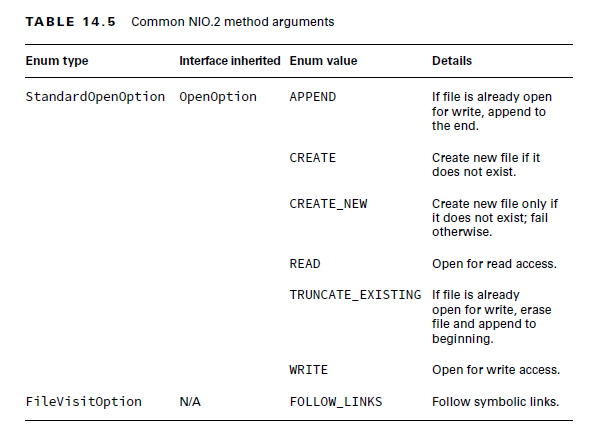 TABLE 14.5 Common NIO.2 method arguments
Enum type Interface inherited Enum value Details
StandardOpenOption OpenOption APPEND If file is already open
for write, append to
the end.
CREATE Create new file if it
does not exist.
CREATE_NEW Create new file only if
it does not exist; fail
otherwise.
READ Open for read access.
TRUNCATE_EXISTING If file is already
open for write, erase
file and append to
beginning.
WRITE Open for write access.
FileVisitOption N/A FOLLOW_LINKS Follow symbolic links.